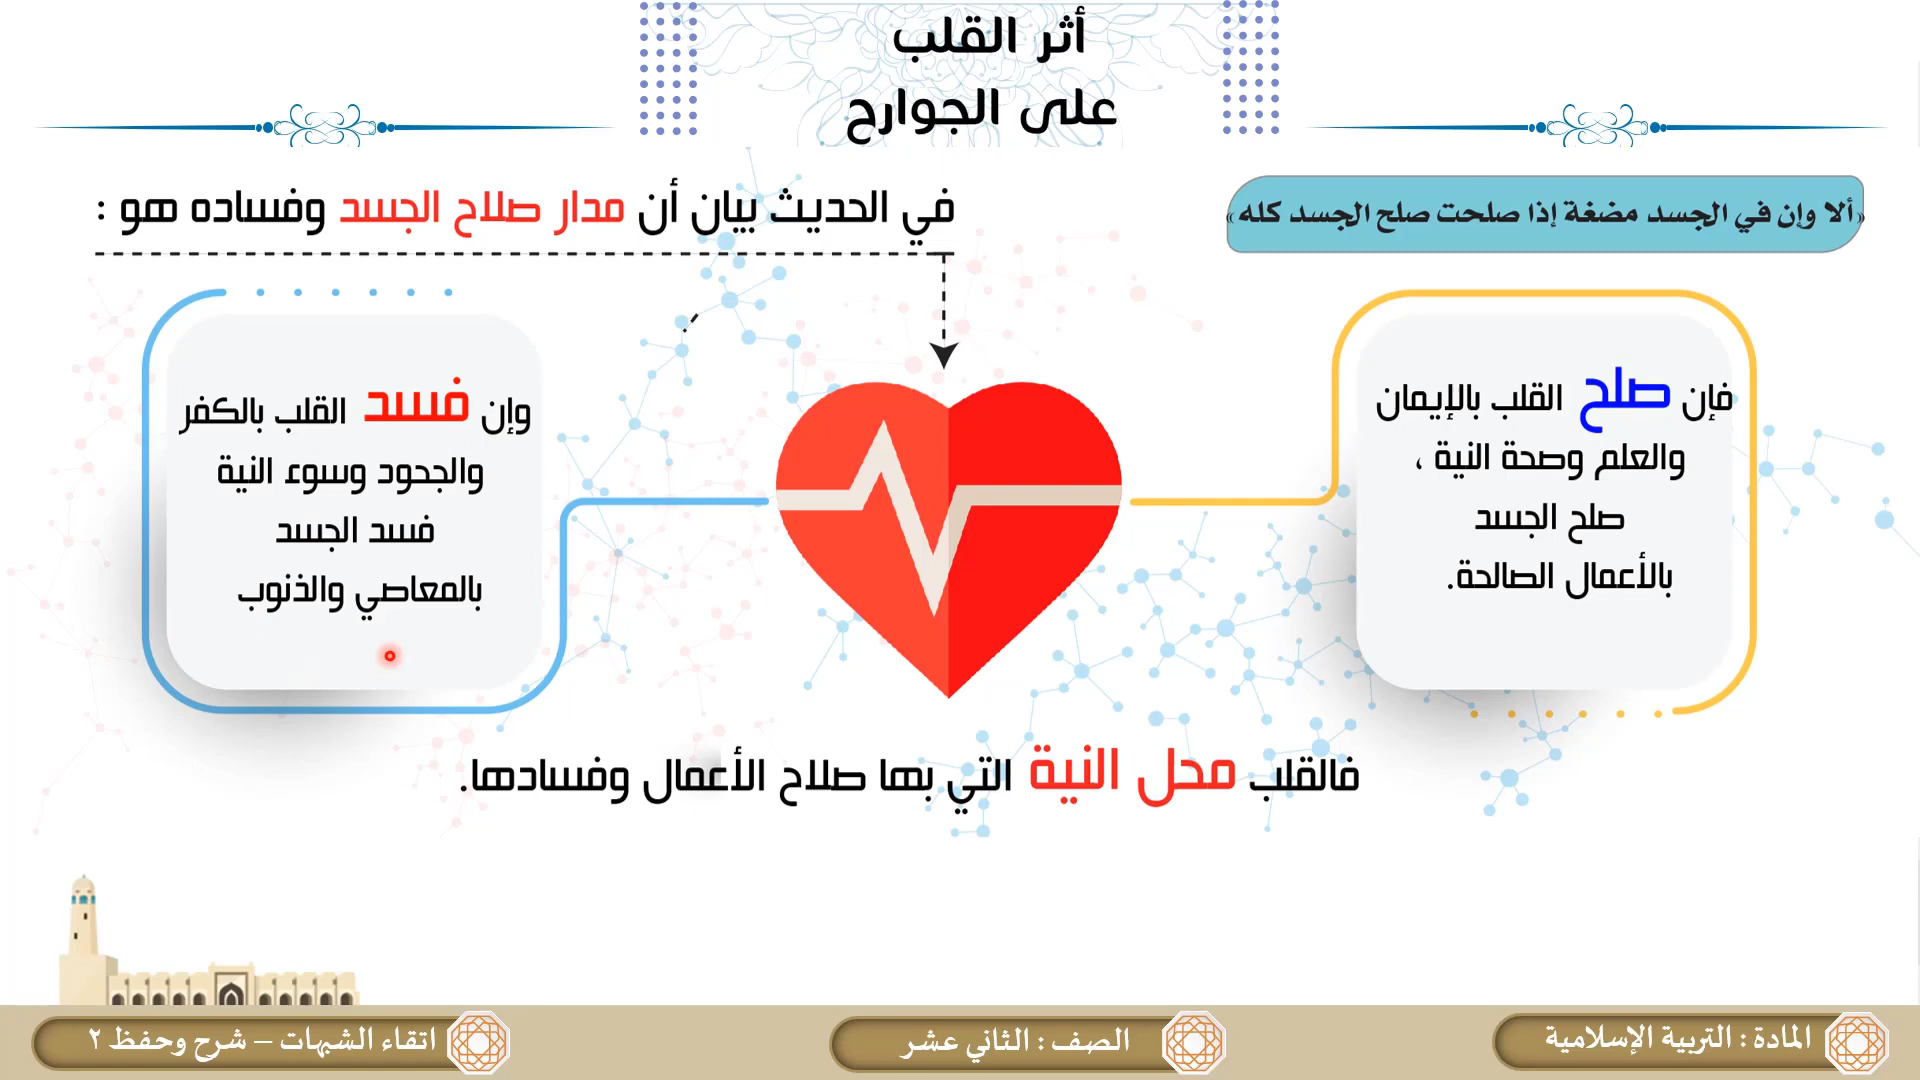 أثر القلب
على الجوارح
«ألا وإن في الجسد مضغة إذا صلحت صلح الجسد كله»
في الحديث بيان أن مدار صلاح الجسد وفساده هو :
فإن صلح القلب بالإيمان
والعلم وصحة النية ،
صلح الجسد
بالأعمال الصالحة.
وإن فسد القلب بالكفر
والجحود وسوء النية
فسد الجسد
بالمعاصي والذنوب
فالقلب محل النية التي بها صلاح الأعمال وفسادها.
المادة : التربية الإسلامية
الصف : الثاني عشر
اتقاء الشبهات – شرح وحفظ ٢